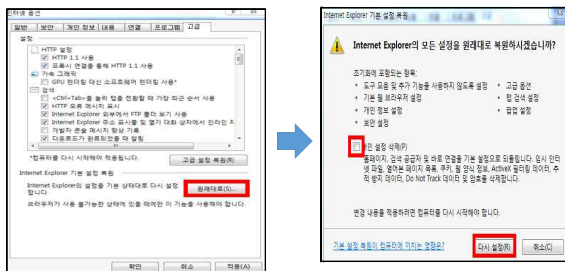 인터넷 옵션
일반
보안
개인 정보
내용
연결
프로그램
고급
설정
HTTP 설정
HTTP 1.1 사용
프록시 연결을 통해 HTTP 1.1 사용
가속 그래픽
GPU 렌더링 대신 소프트웨어 렌더링 사용*
검색
<Ctrl+Tab>을 눌러 탭을 전환할 때 가장 최근 순서 사용
HTTP 오류 메시지 표시
Internet Explorer 외부에서 FTP 폴더 보기 사용
Internet Explorer 주소 표시줄 및 열기 대화 상자에서 인라인 자
개발자 콘솔 메시지 항상 기록
다운로드가 완료되었을 때 알림
*컴퓨터를 다시 시작해야 적용됩니다.
고급 설정 복원(R)
Internet Explorer 기본 설정 복원
Internet Explorer의 설정을 기본 상태대로 다시 설정
합니다.
원래대로(S)...
브라우저가 사용 불가능한 상태에 있을 때에만 이 기능을 사용해야 합니다.
확인
취소
적용(A)
Internet Explorer 기본 설정 복원
Internet Explorer의 모든 설정을 원래대로 복원하시겠습니까?
초기화에 포함되는 항목:
• 도구 모음 및 추가 기능을 사용하지 않도록 설정
• 고급 옵션
• 기본 웹 브라우저 설정
• 탭 검색 설정
• 개인 정보 설정
• 팝업 설정
• 보안 설정
개인 설정 삭제(P)
홈페이지, 검색 공급자 및 바로 연결을 기본 설정으로 되돌립니다. 임시 인터
넷 파일, 열어본 페이지 목록, 쿠키, 웹 양식 정보, ActiveX 필터링 데이터, 추
적 방지 데이터, Do Not Track 데이터 및 암호를 삭제합니다.
변경 내용을 적용하려면 컴퓨터를 다시 시작해야 합니다.
기본 설정 복원이 컴퓨터에 끼치는 영향은?
다시 설정(R)
취소(C)